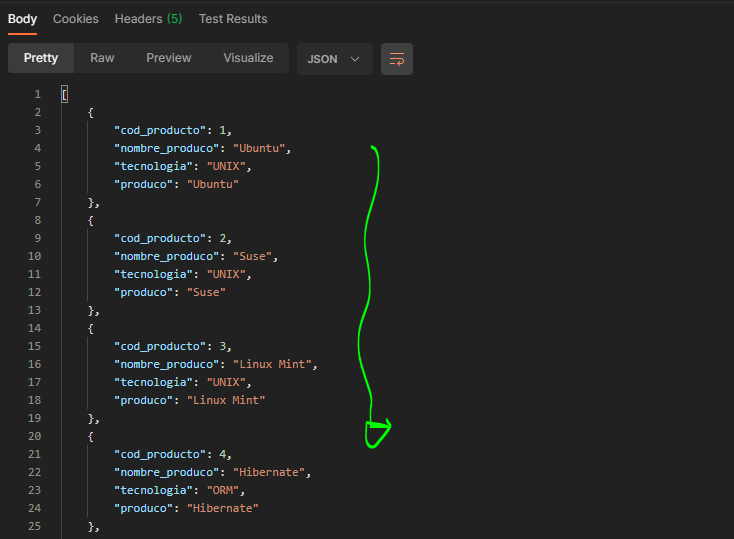 Body Cookies Headers (5) Test Results
Pretty Raw Preview Visualize JSON
1 [
2 {
3 "cod_producto": 1,
4 "nombre_produco": "Ubuntu",
5 "tecnologia": "UNIX",
6 "produco": "Ubuntu"
7 },
8 {
9 "cod_producto": 2,
10 "nombre_produco": "Suse",
11 "tecnologia": "UNIX",
12 "produco": "Suse"
13 },
14 {
15 "cod_producto": 3,
16 "nombre_produco": "Linux Mint",
17 "tecnologia": "UNIX",
18 "produco": "Linux Mint"
19 },
20 {
21 "cod_producto": 4,
22 "nombre_produco": "Hibernate",
23 "tecnologia": "ORM",
24 "produco": "Hibernate"
25 },